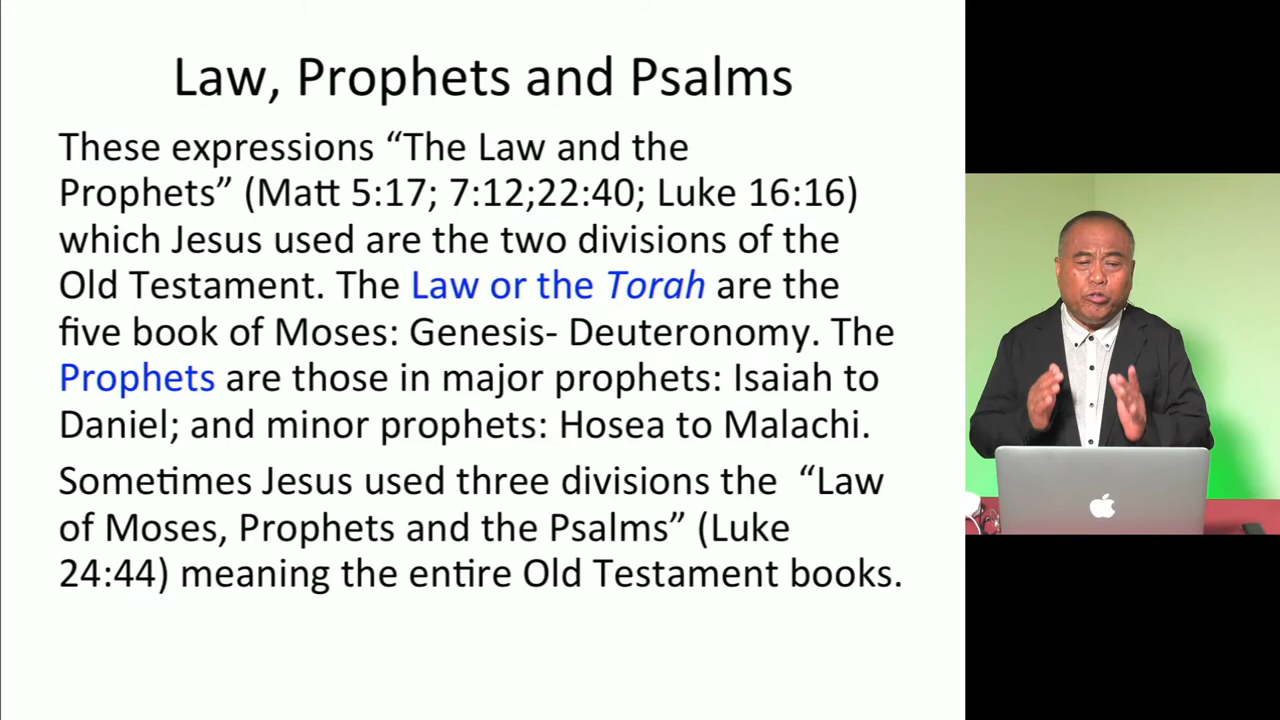 Law, Prophets and Psalms
These expressions “The Law and the
Prophets” (Matt 5:17; 7:12;22:40; Luke 16:16)
which Jesus used are the two divisions of the
Old Testament. The Law or the Torah are the
five book of Moses: Genesis- Deuteronomy. The
Prophets are those in major prophets: Isaiah to
Daniel; and minor prophets: Hosea to Malachi.
Sometimes Jesus used three divisions the “Law
of Moses, Prophets and the Psalms” (Luke
24:44) meaning the entire Old Testament books.